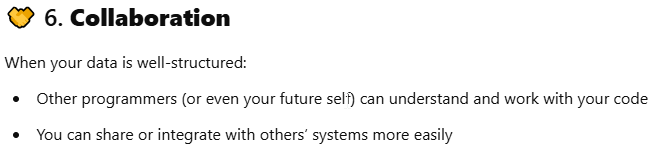 6. Collaboration
When your data is well-structured:
• Other programmers (or even your future self) can understand and work with your code
• You can share or integrate with others’ systems more easily